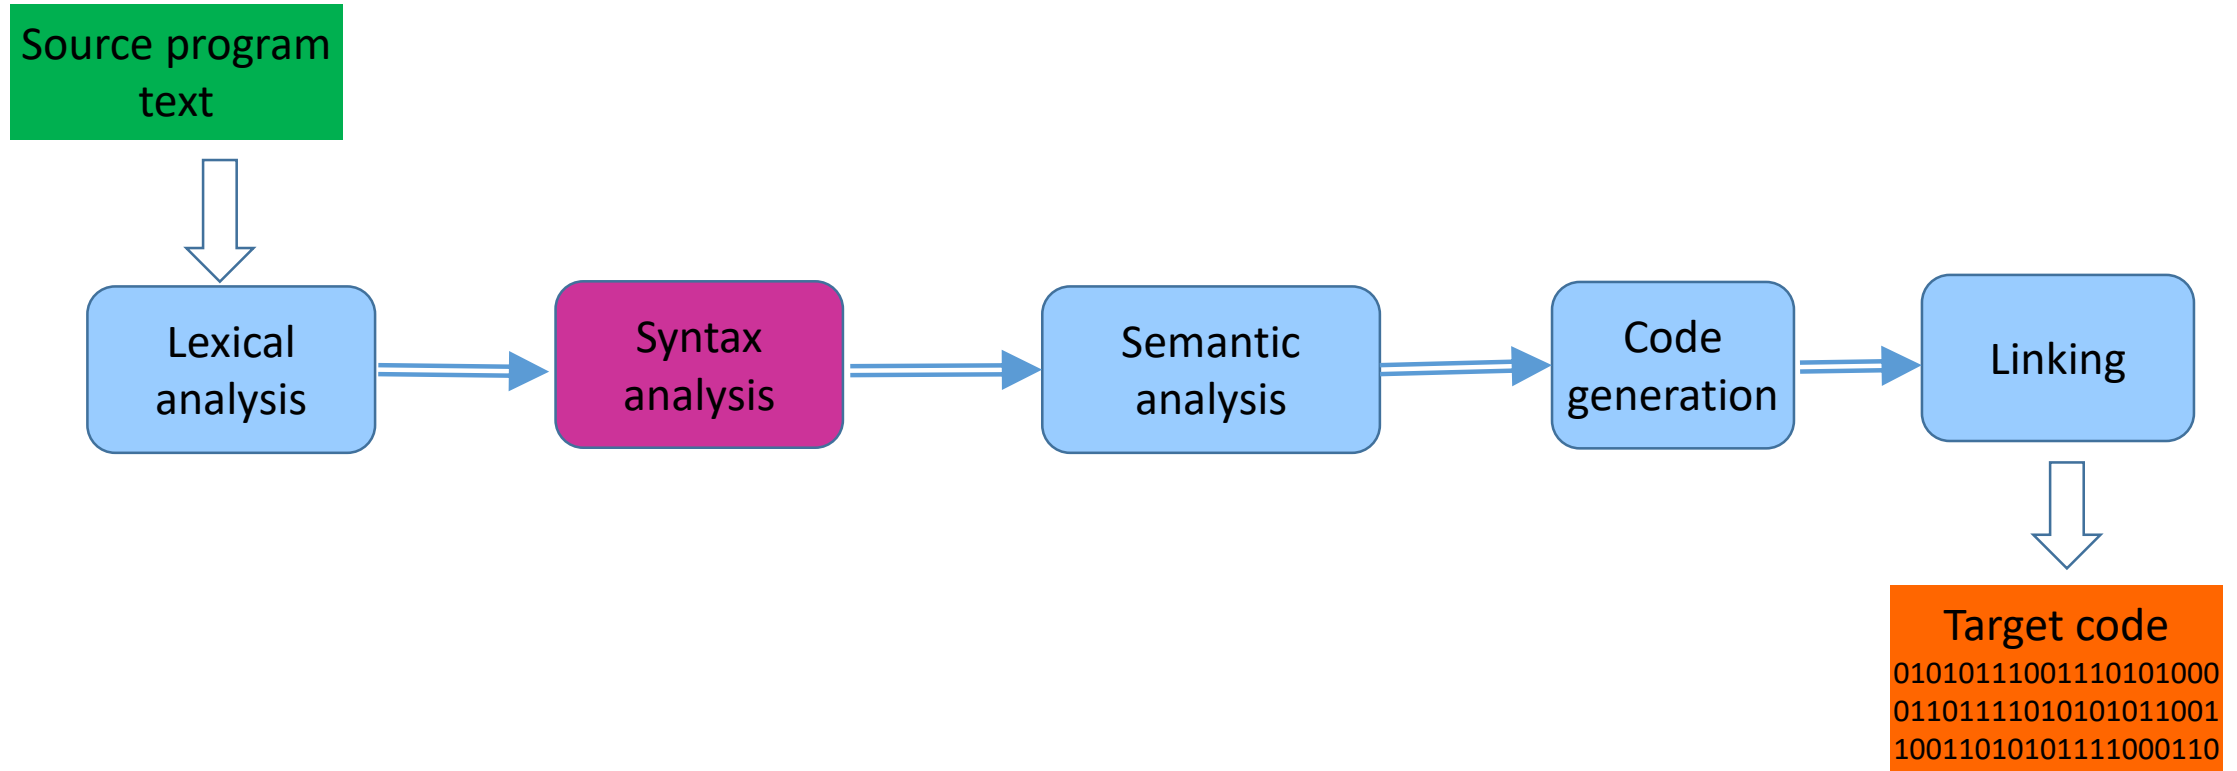 Source program
text
Lexical
analysis
Syntax
analysis
Semantic
analysis
Code
generation
Linking
Target code
01010111001110101000
01101111010101011001
10011010101111000110